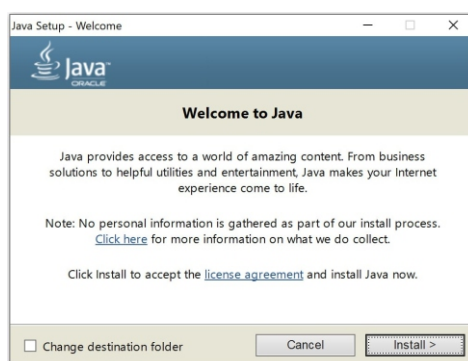 Java Setup - Welcome
Java
ORACLE
Welcome to Java
Java provides access to a world of amazing content. From business
solutions to helpful utilities and entertainment, Java makes your Internet
experience come to life.
Note: No personal information is gathered as part of our install process.
Click here for more information on what we do collect.
Click Install to accept the license agreement and install Java now.
Change destination folder
Cancel
Install >